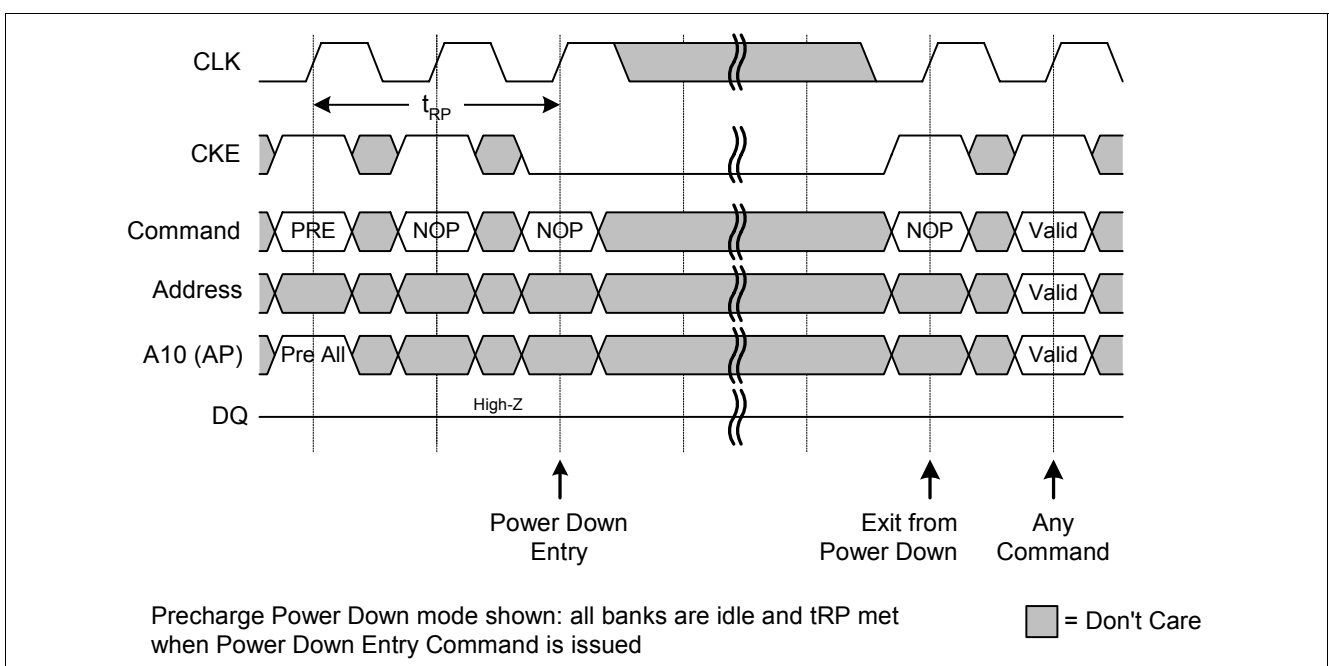 CLK
tRP
CKE
Command PRE NOP NOP NOP Valid
Address Valid
A10 (AP) Pre All Valid
DQ High-Z
Power Down
Entry
Exit from
Power Down
Any
Command
Precharge Power Down mode shown: all banks are idle and tRP met
when Power Down Entry Command is issued
= Don't Care